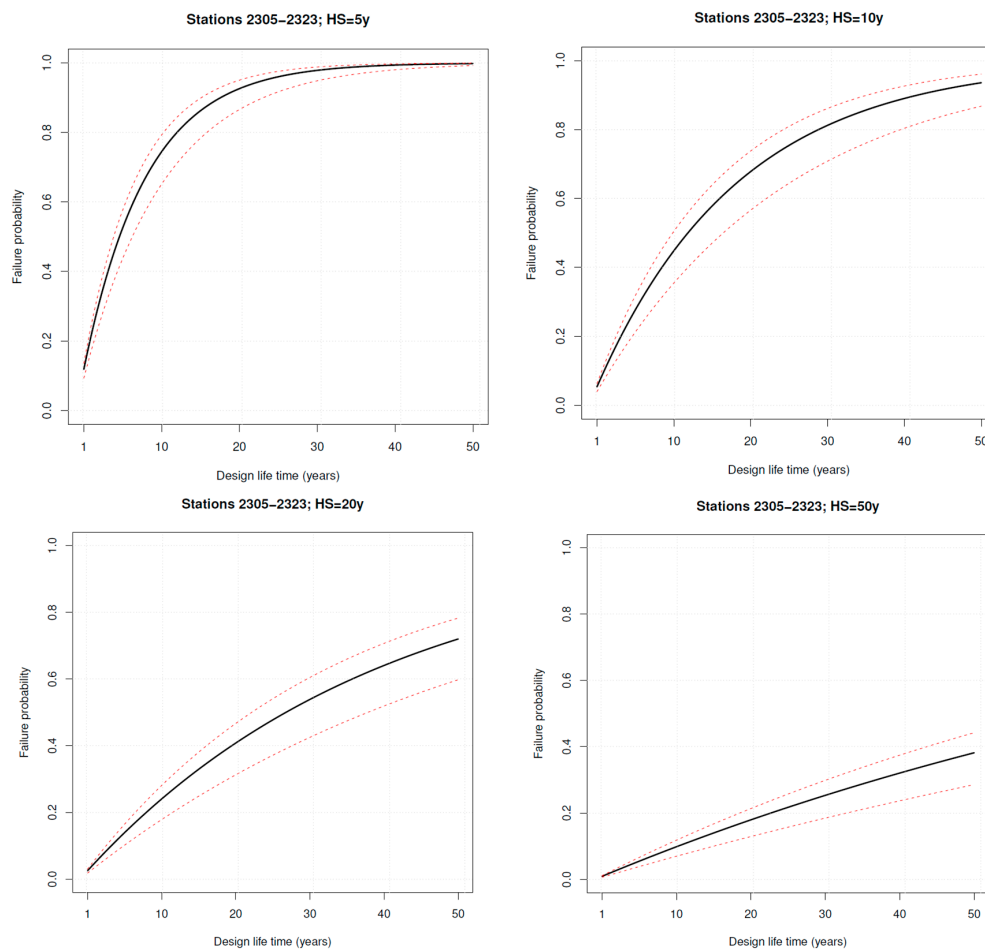 Stations 2305−2323; HS=5y
Failure probability
0.0 0.2 0.4 0.6 0.8 1.0
1 10 20 30 40 50
Design life time (years)
Stations 2305−2323; HS=10y
Failure probability
0.0 0.2 0.4 0.6 0.8 1.0
1 10 20 30 40 50
Design life time (years)
Stations 2305−2323; HS=20y
Failure probability
0.0 0.2 0.4 0.6 0.8 1.0
1 10 20 30 40 50
Design life time (years)
Stations 2305−2323; HS=50y
Failure probability
0.0 0.2 0.4 0.6 0.8 1.0
1 10 20 30 40 50
Design life time (years)